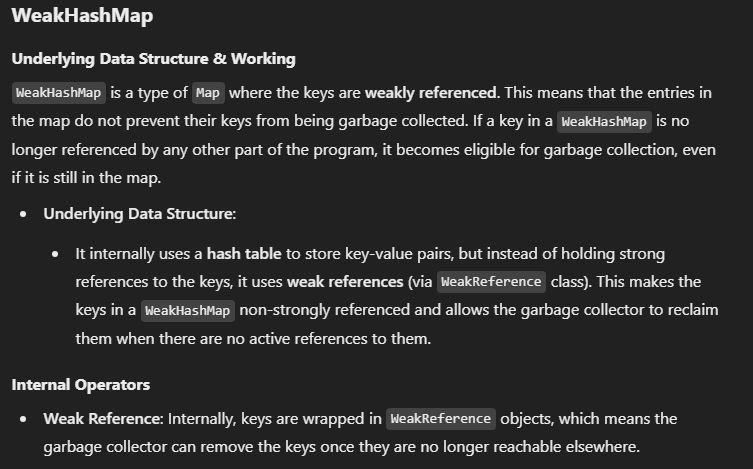 WeakHashMap
Underlying Data Structure & Working
WeakHashMap is a type of Map where the keys are weakly referenced. This means that the entries in
the map do not prevent their keys from being garbage collected. If a key in a WeakHashMap is no
longer referenced by any other part of the program, it becomes eligible for garbage collection, even
if it is still in the map.
• Underlying Data Structure:
• It internally uses a hash table to store key-value pairs, but instead of holding strong
references to the keys, it uses weak references (via WeakReference class). This makes the
keys in a WeakHashMap non-strongly referenced and allows the garbage collector to reclaim
them when there are no active references to them.
Internal Operators
• Weak Reference: Internally, keys are wrapped in WeakReference objects, which means the
garbage collector can remove the keys once they are no longer reachable elsewhere.